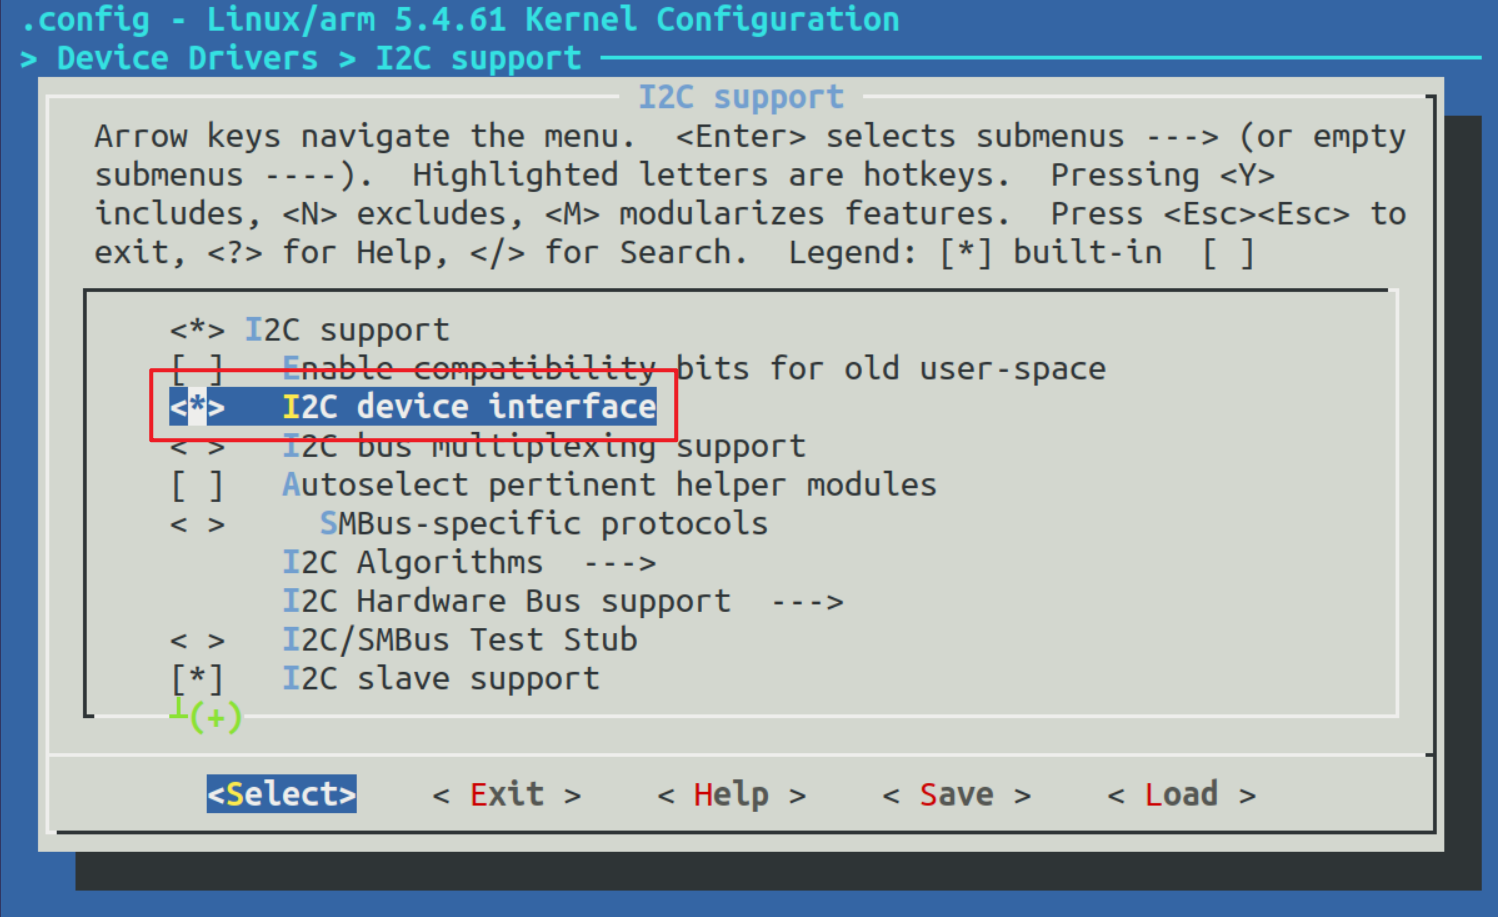 .config - Linux/arm 5.4.61 Kernel Configuration
> Device Drivers > I2C support
I2C support
Arrow keys navigate the menu.  <Enter> selects submenus ---> (or empty
submenus ----).  Highlighted letters are hotkeys.  Pressing <Y>
includes, <N> excludes, <M> modularizes features.  Press <Esc><Esc> to
exit, <?> for Help, </> for Search.  Legend: [*] built-in  [ ]
<*> I2C support
[ ]   Enable compatibility bits for old user-space
<*>   I2C device interface
< >   I2C bus multiplexing support
[ ]   Autoselect pertinent helper modules
< >     SMBus-specific protocols
I2C Algorithms  --->
I2C Hardware Bus support  --->
< >   I2C/SMBus Test Stub
[*]   I2C slave support
┴(+)
<Select>    < Exit >    < Help >    < Save >    < Load >